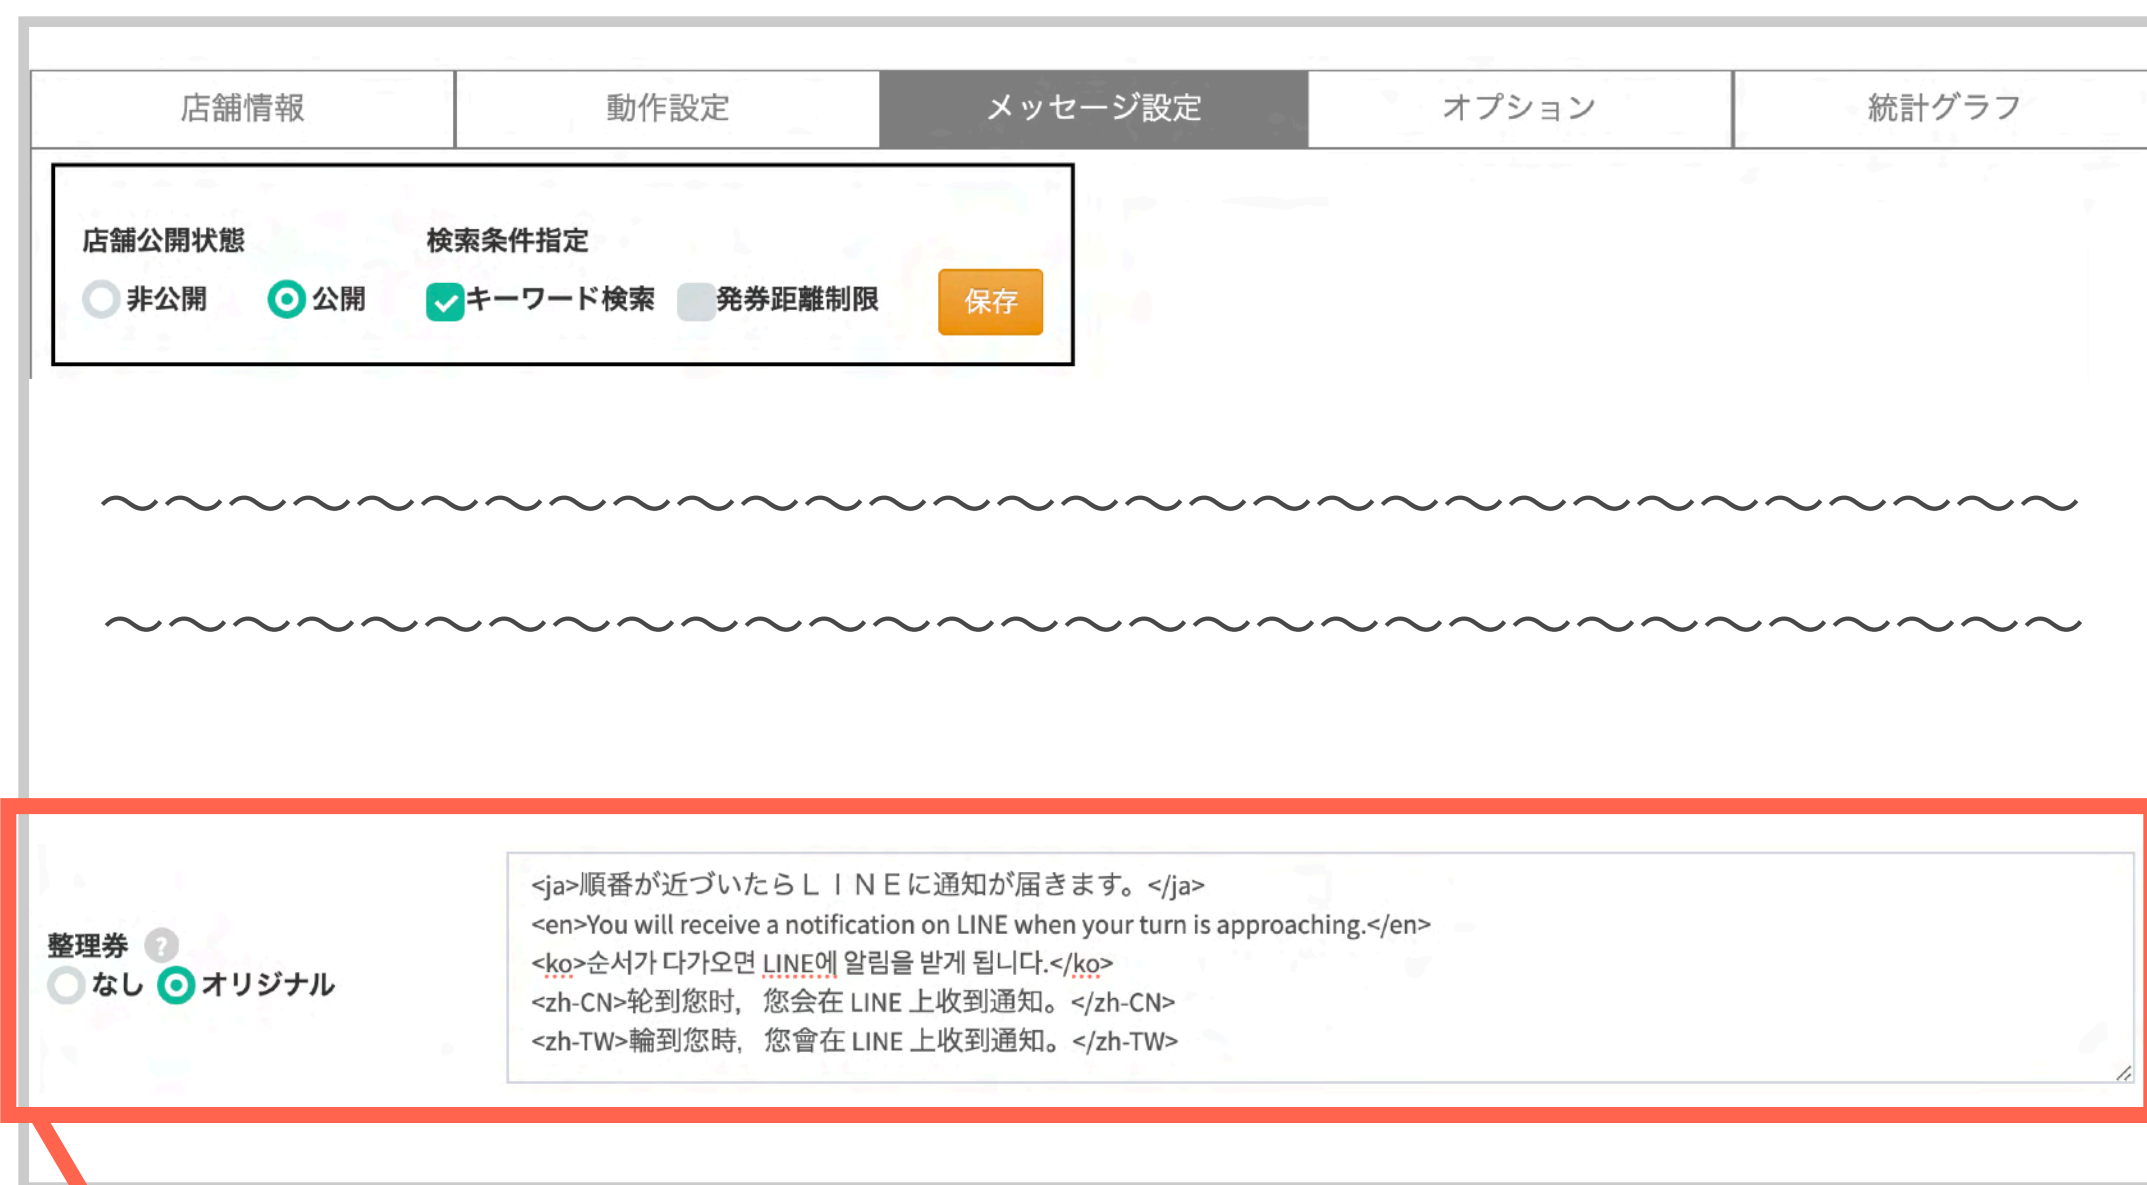 店舗情報 動作設定 メッセージ設定 オプション 統計グラフ
店舗公開状態 検索条件指定
非公開 公開 キーワード検索 発券距離制限 保存
整理券 ?
なし オリジナル
<ja>順番が近づいたらＬＩＮＥに通知が届きます。</ja>
<en>You will receive a notification on LINE when your turn is approaching.</en>
<ko>순서가 다가오면 LINE에 알림을 받게 됩니다.</ko>
<zh-CN>轮到您时，您会在 LINE 上收到通知。</zh-CN>
<zh-TW>輪到您時，您會在 LINE 上收到通知。</zh-TW>